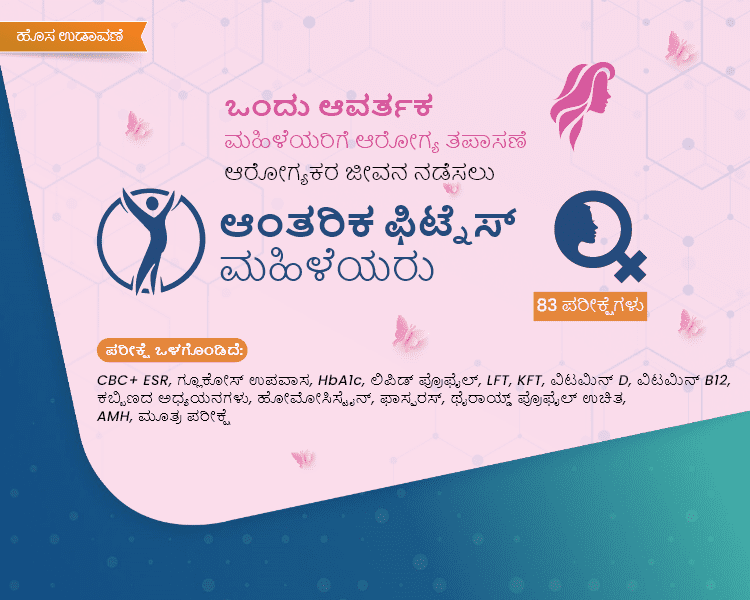 ಹೊಸ ಉಡಾವಣೆ
ಒಂದು ಆವರ್ತಕ
ಮಹಿಳೆಯರಿಗೆ ಆರೋಗ್ಯ ತಪಾಸಣೆ
ಆರೋಗ್ಯಕರ ಜೀವನ ನಡೆಸಲು
ಆಂತರಿಕ ಫಿಟ್ನೆಸ್
ಮಹಿಳೆಯರು
83 ಪರೀಕ್ಷೆಗಳು
ಪರೀಕ್ಷೆ ಒಳಗೊಂಡಿದೆ:
CBC+ ESR, ಗ್ಲೂಕೋಸ್ ಉಪವಾಸ, HbA1c, ಲಿಪಿಡ್ ಪ್ರೊಫೈಲ್, LFT, KFT, ವಿಟಮಿನ್ D, ವಿಟಮಿನ್ B12,
ಕಬ್ಬಿಣದ ಅಧ್ಯಯನಗಳು, ಹೋಮೋಸಿಸ್ಟೈನ್, ಫಾಸ್ಫರಸ್, ಥೈರಾಯ್ಡ್ ಪ್ರೊಫೈಲ್ ಉಚಿತ,
AMH, ಮೂತ್ರ ಪರೀಕ್ಷೆ